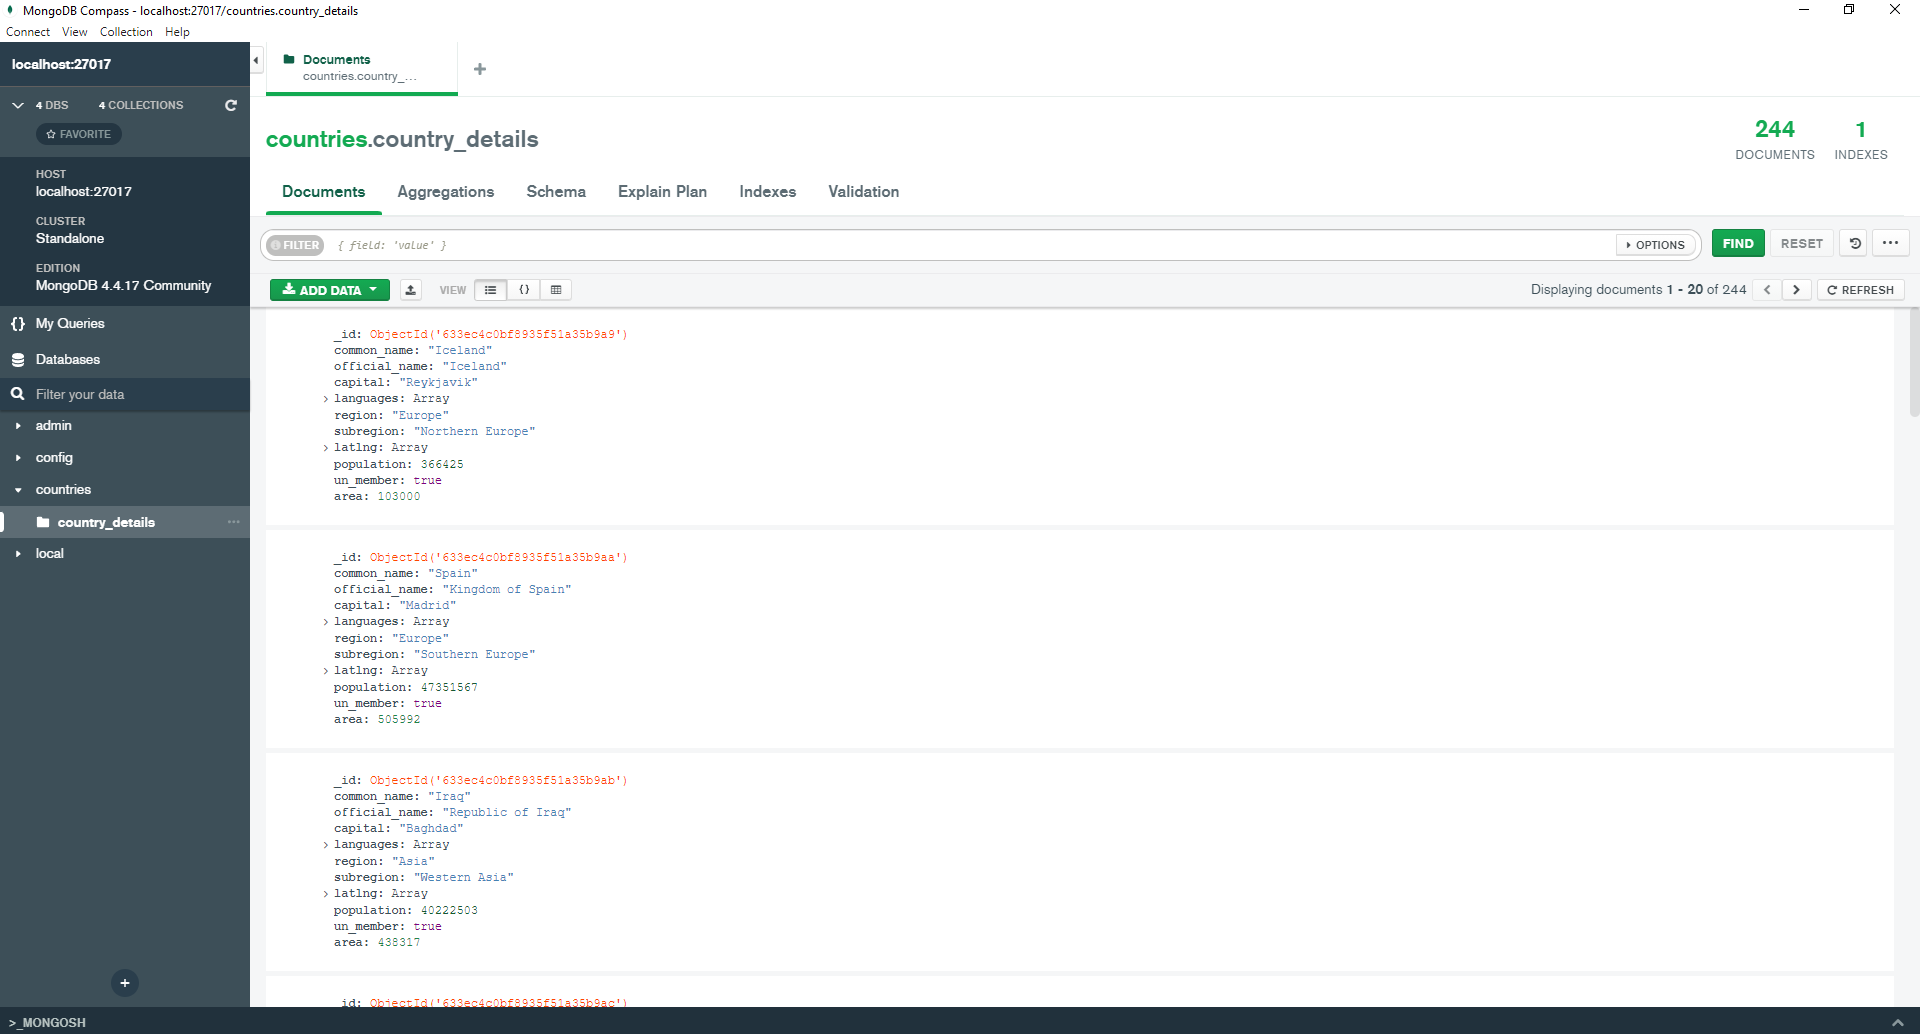 MongoDB Compass - localhost:27017/countries.country_details
Connect View Collection Help
localhost:27017
4 DBS 4 COLLECTIONS
FAVORITE
HOST
localhost:27017
CLUSTER
Standalone
EDITION
MongoDB 4.4.17 Community
{} My Queries
Databases
Filter your data
admin
config
countries
country_details ...
local
+
Documents
countries.country_...
+
countries.country_details
244
DOCUMENTS
1
INDEXES
Documents Aggregations Schema Explain Plan Indexes Validation
FILTER { field: 'value' } OPTIONS FIND RESET ...
ADD DATA VIEW {} Displaying documents 1 - 20 of 244 < > REFRESH
_id: ObjectId('633ec4c0bf8935f51a35b9a9')
common_name: "Iceland"
official_name: "Iceland"
capital: "Reykjavik"
> languages: Array
region: "Europe"
subregion: "Northern Europe"
> latlng: Array
population: 366425
un_member: true
area: 103000
_id: ObjectId('633ec4c0bf8935f51a35b9aa')
common_name: "Spain"
official_name: "Kingdom of Spain"
capital: "Madrid"
> languages: Array
region: "Europe"
subregion: "Southern Europe"
> latlng: Array
population: 47351567
un_member: true
area: 505992
_id: ObjectId('633ec4c0bf8935f51a35b9ab')
common_name: "Iraq"
official_name: "Republic of Iraq"
capital: "Baghdad"
> languages: Array
region: "Asia"
subregion: "Western Asia"
> latlng: Array
population: 40222503
un_member: true
area: 438317
_id: ObjectId('633ec4c0bf8935f51a35b9ac')
>_MONGOSH